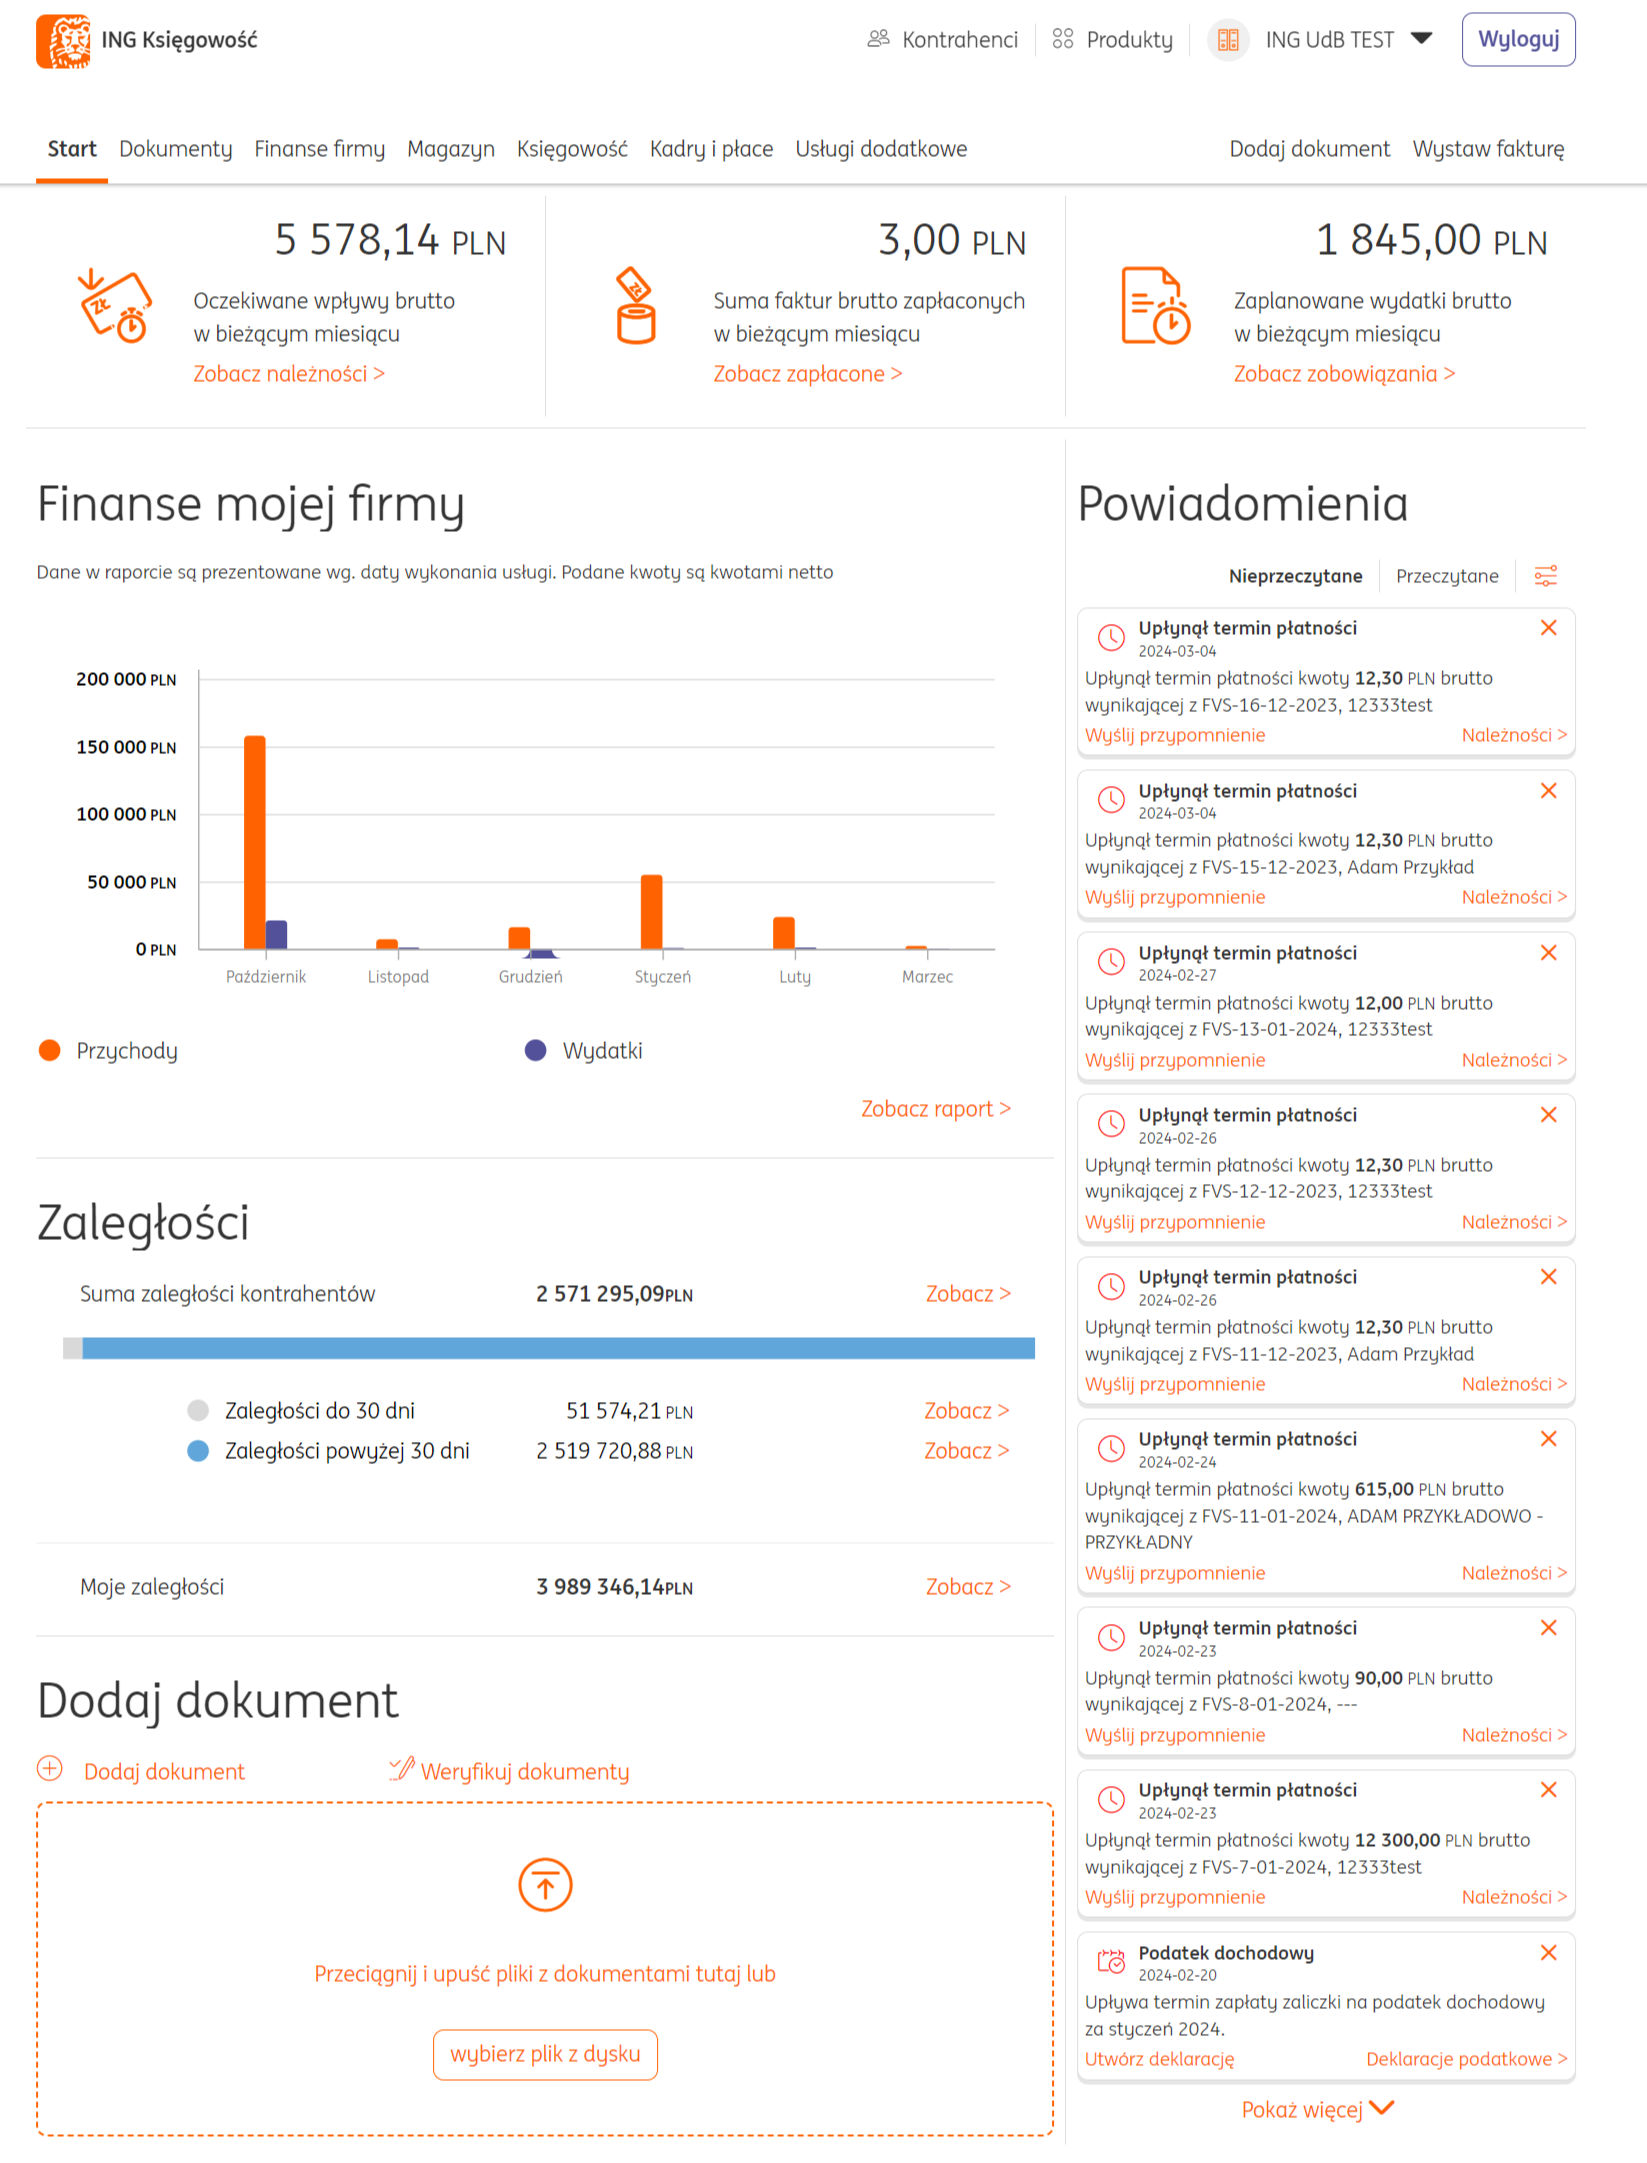 ING Księgowość
Kontrahenci
Produkty
ING UdB TEST
Wyloguj
Start
Dokumenty
Finanse firmy
Magazyn
Księgowość
Kadry i płace
Usługi dodatkowe
Dodaj dokument
Wystaw fakturę
5 578,14 PLN
Oczekiwane wpływy brutto
w bieżącym miesiącu
Zobacz należności >
3,00 PLN
Suma faktur brutto zapłaconych
w bieżącym miesiącu
Zobacz zapłacone >
1 845,00 PLN
Zaplanowane wydatki brutto
w bieżącym miesiącu
Zobacz zobowiązania >
Finanse mojej firmy
Dane w raporcie są prezentowane wg. daty wykonania usługi. Podane kwoty są kwotami netto
200 000 PLN
150 000 PLN
100 000 PLN
50 000 PLN
0 PLN
Październik
Listopad
Grudzień
Styczeń
Luty
Marzec
Przychody
Wydatki
Zobacz raport >
Zaległości
Suma zaległości kontrahentów 2 571 295,09PLN Zobacz >
Zaległości do 30 dni 51 574,21 PLN Zobacz >
Zaległości powyżej 30 dni 2 519 720,88 PLN Zobacz >
Moje zaległości 3 989 346,14PLN Zobacz >
Dodaj dokument
Dodaj dokument
Weryfikuj dokumenty
Przeciągnij i upuść pliki z dokumentami tutaj lub
wybierz plik z dysku
Powiadomienia
Nieprzeczytane
Przeczytane
Upłynął termin płatności
2024-03-04
Upłynął termin płatności kwoty 12,30 PLN brutto
wynikającej z FVS-16-12-2023, 12333test
Wyślij przypomnienie Należności >
Upłynął termin płatności
2024-03-04
Upłynął termin płatności kwoty 12,30 PLN brutto
wynikającej z FVS-15-12-2023, Adam Przykład
Wyślij przypomnienie Należności >
Upłynął termin płatności
2024-02-27
Upłynął termin płatności kwoty 12,00 PLN brutto
wynikającej z FVS-13-01-2024, 12333test
Wyślij przypomnienie Należności >
Upłynął termin płatności
2024-02-26
Upłynął termin płatności kwoty 12,30 PLN brutto
wynikającej z FVS-12-12-2023, 12333test
Wyślij przypomnienie Należności >
Upłynął termin płatności
2024-02-26
Upłynął termin płatności kwoty 12,30 PLN brutto
wynikającej z FVS-11-12-2023, Adam Przykład
Wyślij przypomnienie Należności >
Upłynął termin płatności
2024-02-24
Upłynął termin płatności kwoty 615,00 PLN brutto
wynikającej z FVS-11-01-2024, ADAM PRZYKŁADOWO -
PRZYKŁADNY
Wyślij przypomnienie Należności >
Upłynął termin płatności
2024-02-23
Upłynął termin płatności kwoty 90,00 PLN brutto
wynikającej z FVS-8-01-2024, ---
Wyślij przypomnienie Należności >
Upłynął termin płatności
2024-02-23
Upłynął termin płatności kwoty 12 300,00 PLN brutto
wynikającej z FVS-7-01-2024, 12333test
Wyślij przypomnienie Należności >
Podatek dochodowy
2024-02-20
Upływa termin zapłaty zaliczki na podatek dochodowy
za styczeń 2024.
Utwórz deklarację Deklaracje podatkowe >
Pokaż więcej